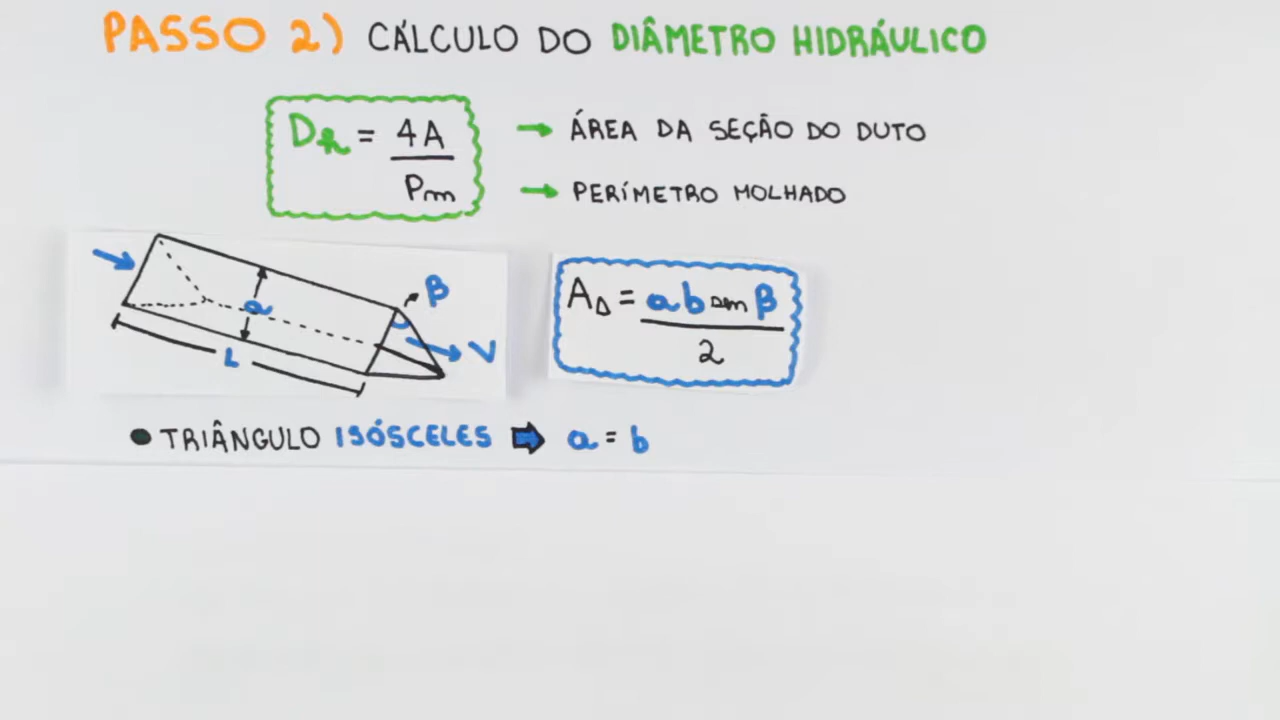 PASSO 2) CÁLCULO DO DIÂMETRO HIDRÁULICO
Dh = 4A / Pm
→ ÁREA DA SEÇÃO DO DUTO
→ PERÍMETRO MOLHADO
β
a
L
V
AΔ = ab sen β / 2
● TRIÂNGULO ISÓSCELES ➡ a = b